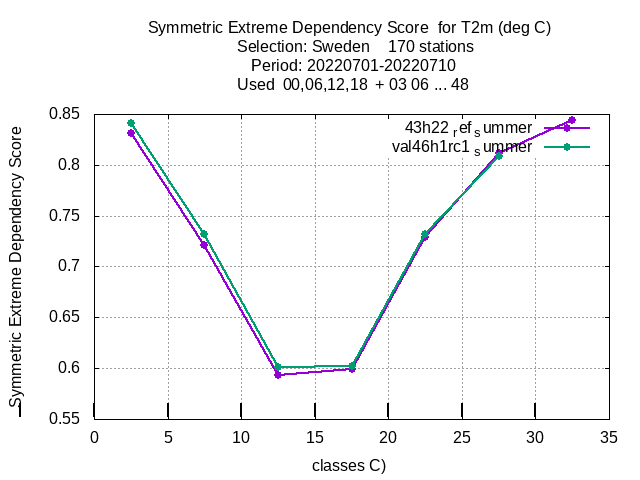 Symmetric Extreme Dependency Score for T2m (deg C)
Selection: Sweden 170 stations
Period: 20220701-20220710
Used 00,06,12,18 + 03 06 ... 48
43h22 ref summer
val46h1rc1 summer
Symmetric Extreme Dependency Score
0.85
0.8
0.75
0.7
0.65
0.6
0.55
0 5 10 15 20 25 30 35
classes C)